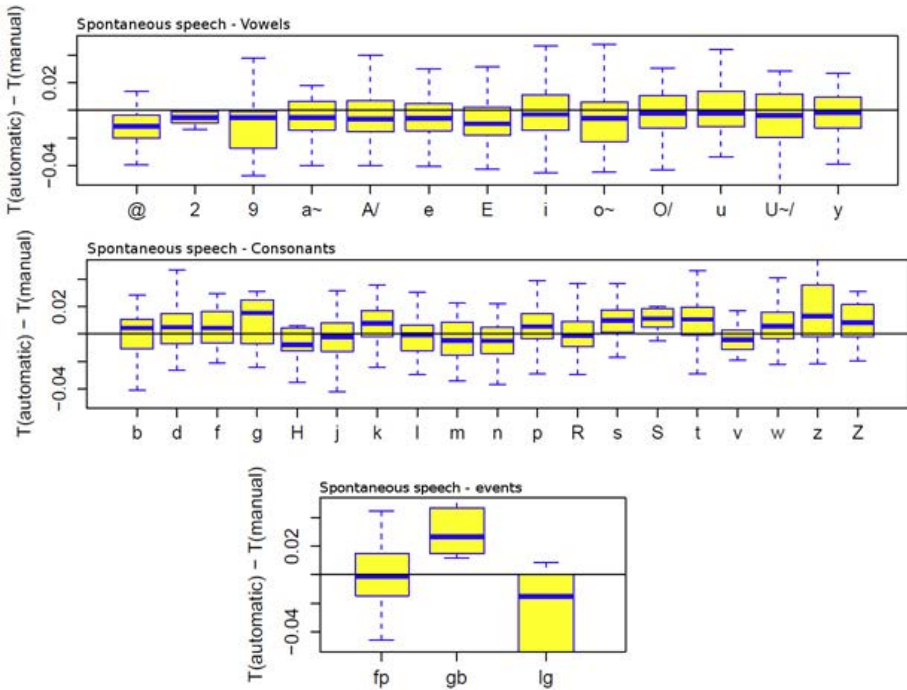 Spontaneous speech - Vowels
T(automatic) − T(manual)
0.02
−0.04
@ 2 9 a~ A/ e E i o~ O/ u U~/ y
Spontaneous speech - Consonants
T(automatic) − T(manual)
0.02
−0.04
b d f g H j k l m n p R s S t v w z Z
Spontaneous speech - events
T(automatic) − T(manual)
0.02
−0.04
fp gb lg